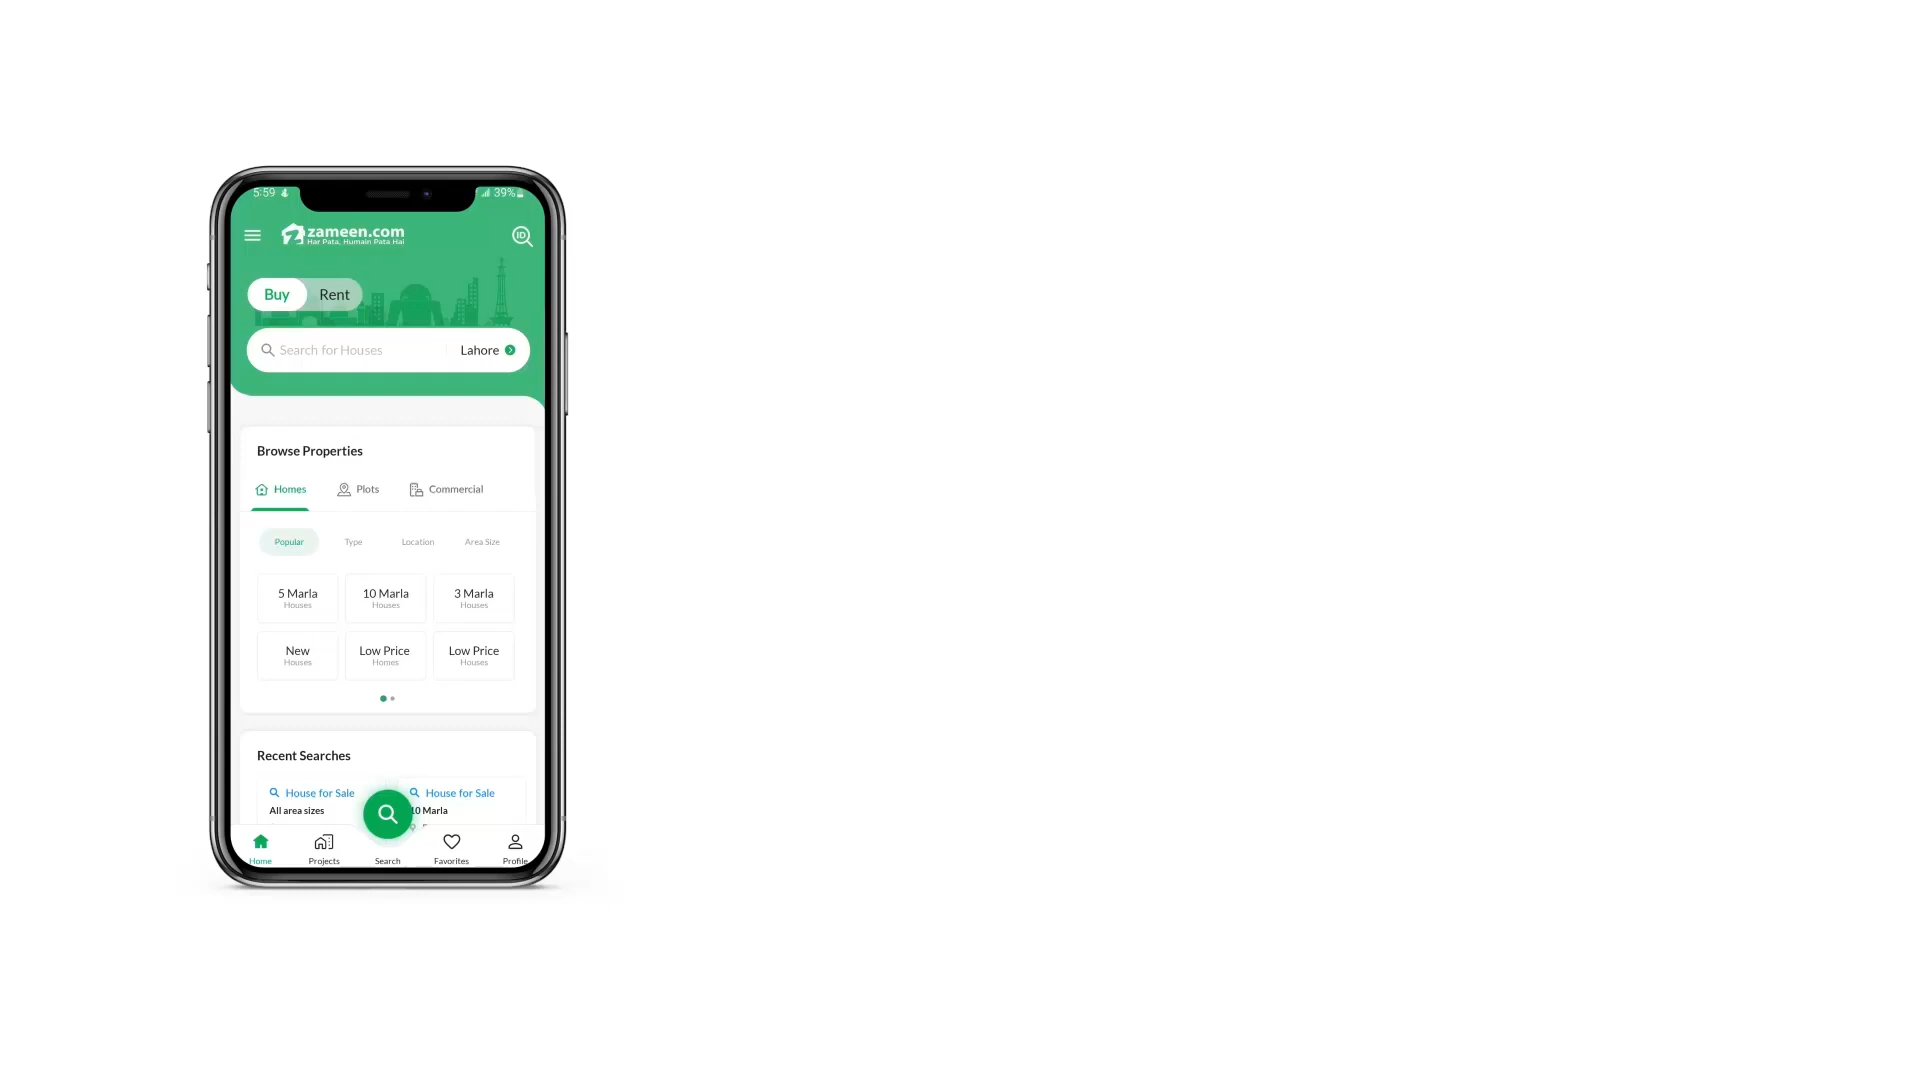 5:59
39%
zameen.com
Har Pata, Humain Pata Hai
ID
Buy Rent
Search for Houses Lahore
Browse Properties
Homes Plots Commercial
Popular Type Location Area Size
5 Marla 10 Marla 3 Marla
Houses Houses Houses
New Low Price Low Price
Houses Homes Houses
Recent Searches
House for Sale House for Sale
All area sizes 10 Marla
Home Projects Search Favorites Profile